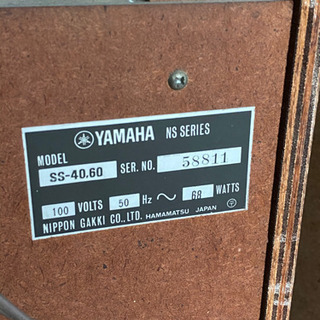 YAMAHA NS SERIES
MODEL SS-40.60 SER. NO. 58811
100 VOLTS 50 Hz ~ 68 WATTS
NIPPON GAKKI CO., LTD. HAMAMATSU JAPAN